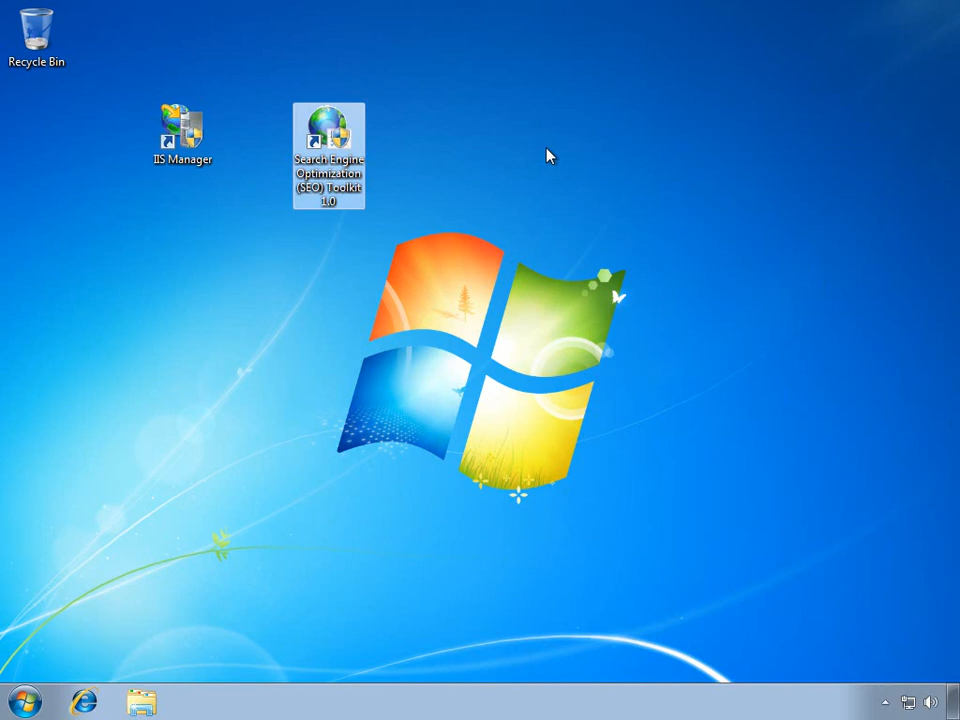 Recycle Bin
IIS Manager
Search Engine
Optimization
(SEO) Toolkit
1.0